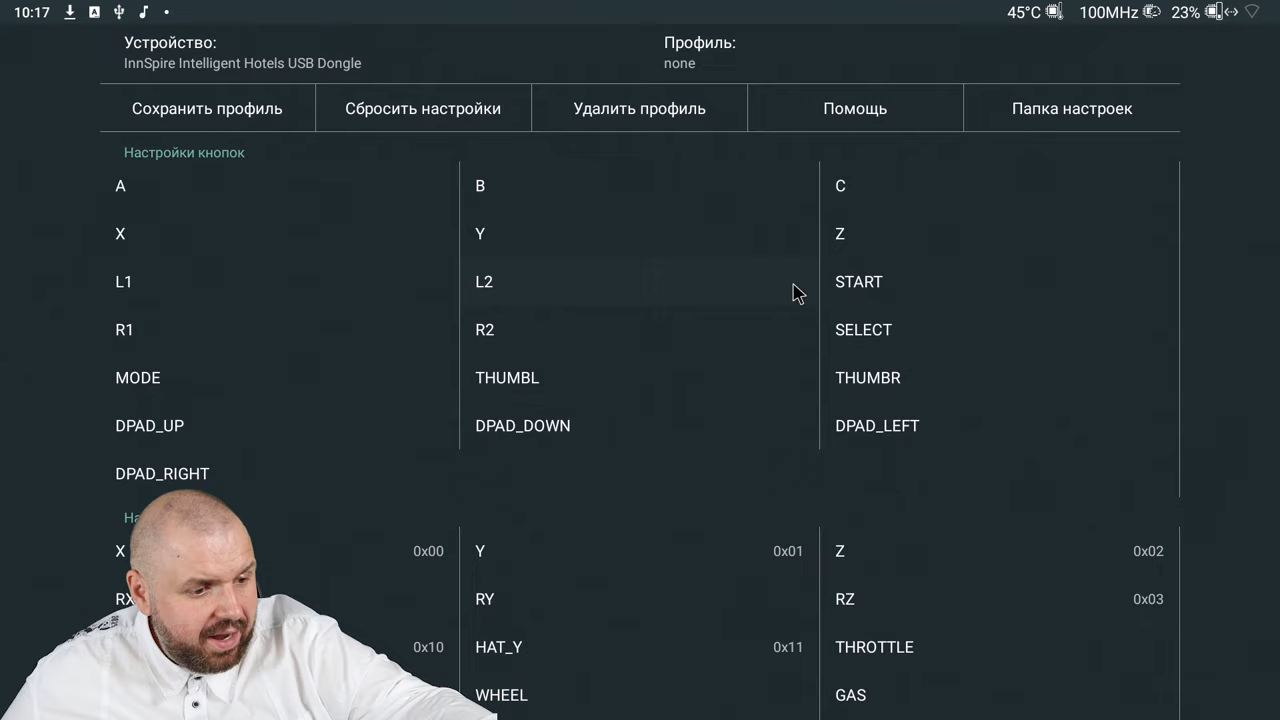 10:17 45°C 100MHz 23%
Устройство: Профиль:
InnSpire Intelligent Hotels USB Dongle none
Сохранить профиль Сбросить настройки Удалить профиль Помощь Папка настроек
Настройки кнопок
A B C
X Y Z
L1 L2 START
R1 R2 SELECT
MODE THUMBL THUMBR
DPAD_UP DPAD_DOWN DPAD_LEFT
DPAD_RIGHT
X 0x00 Y 0x01 Z 0x02
RX RY RZ 0x03
0x10 HAT_Y 0x11 THROTTLE
WHEEL GAS